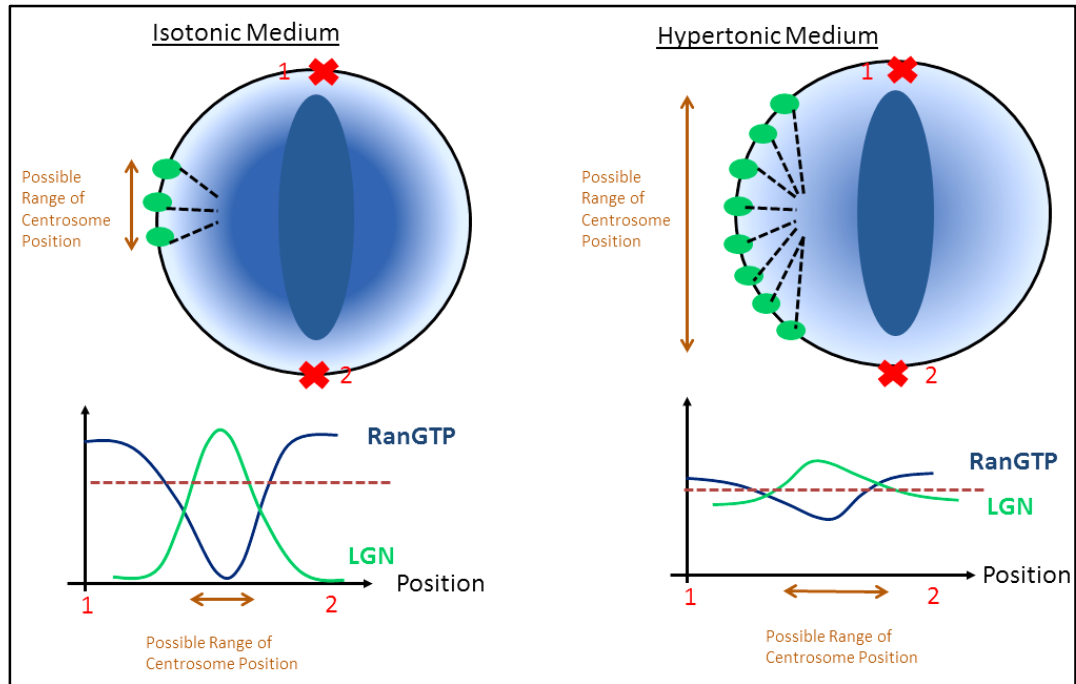 Isotonic Medium
1
Possible
Range of
Centrosome
Position
2
RanGTP
LGN
Position
1
2
Possible Range of
Centrosome Position
Hypertonic Medium
1
Possible
Range of
Centrosome
Position
2
RanGTP
LGN
Position
1
2
Possible Range of
Centrosome Position